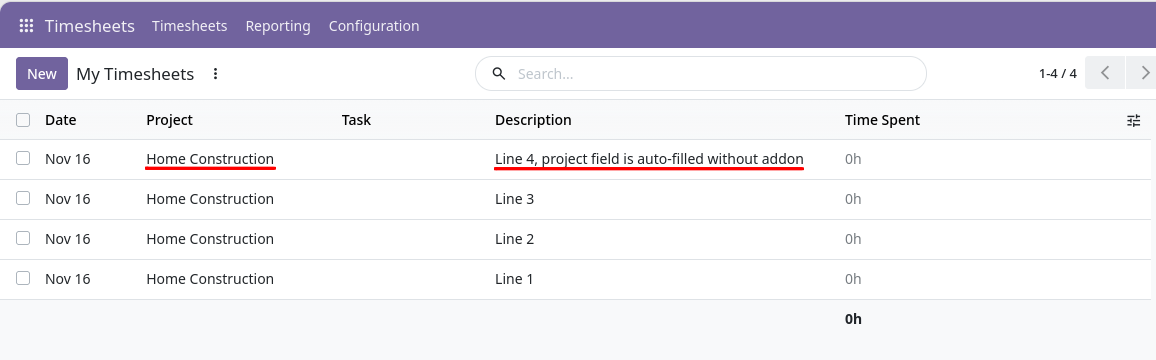 Timesheets Timesheets Reporting Configuration
New My Timesheets Search... 1-4 / 4
Date Project Task Description Time Spent
Nov 16 Home Construction Line 4, project field is auto-filled without addon 0h
Nov 16 Home Construction Line 3 0h
Nov 16 Home Construction Line 2 0h
Nov 16 Home Construction Line 1 0h
0h